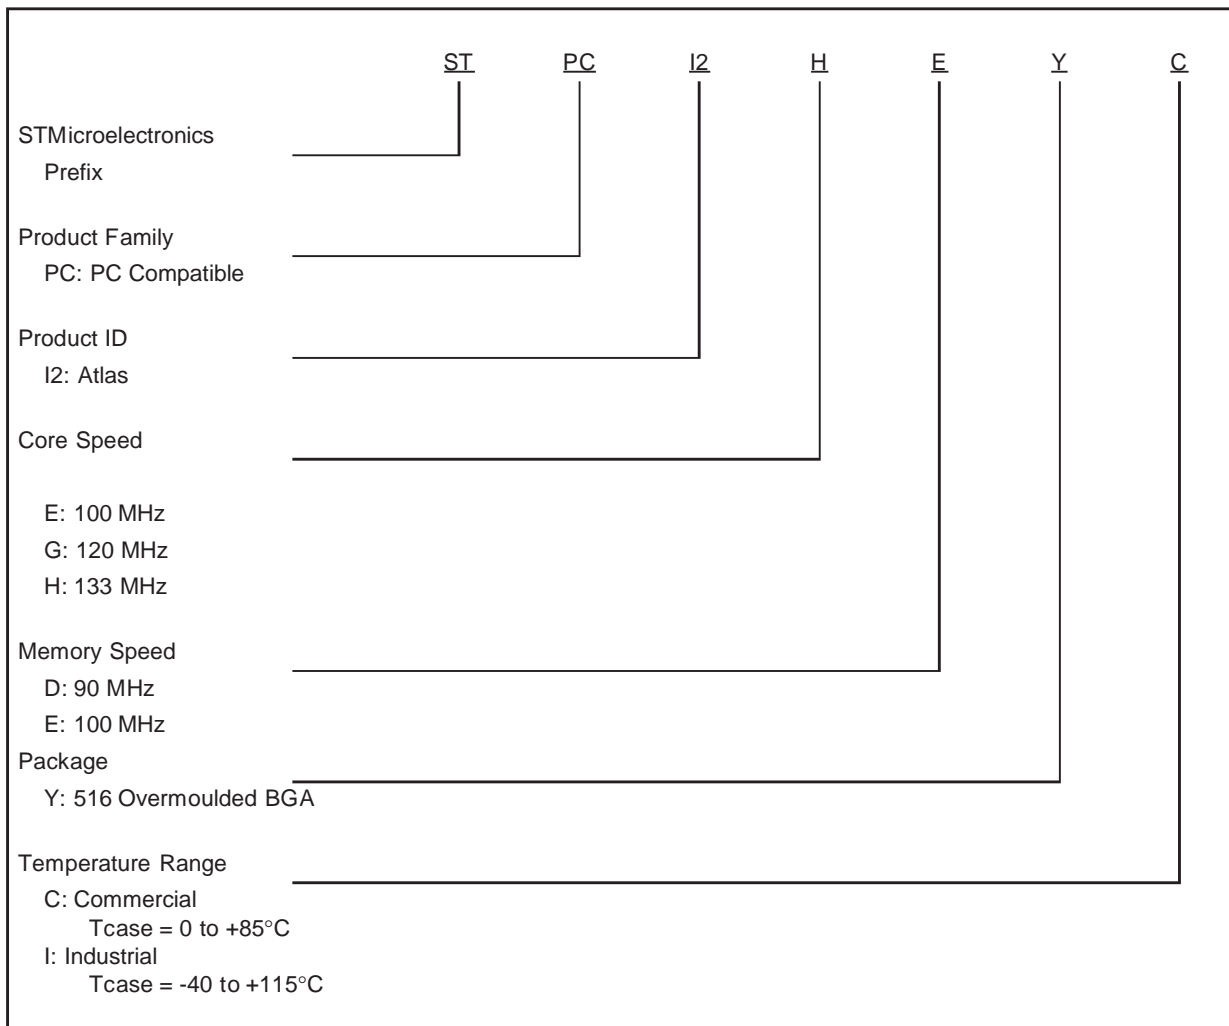 ST PC I2 H E Y C
STMicroelectronics
Prefix
Product Family
PC: PC Compatible
Product ID
I2: Atlas
Core Speed
E: 100 MHz
G: 120 MHz
H: 133 MHz
Memory Speed
D: 90 MHz
E: 100 MHz
Package
Y: 516 Overmoulded BGA
Temperature Range
C: Commercial
Tcase = 0 to +85°C
I: Industrial
Tcase = -40 to +115°C